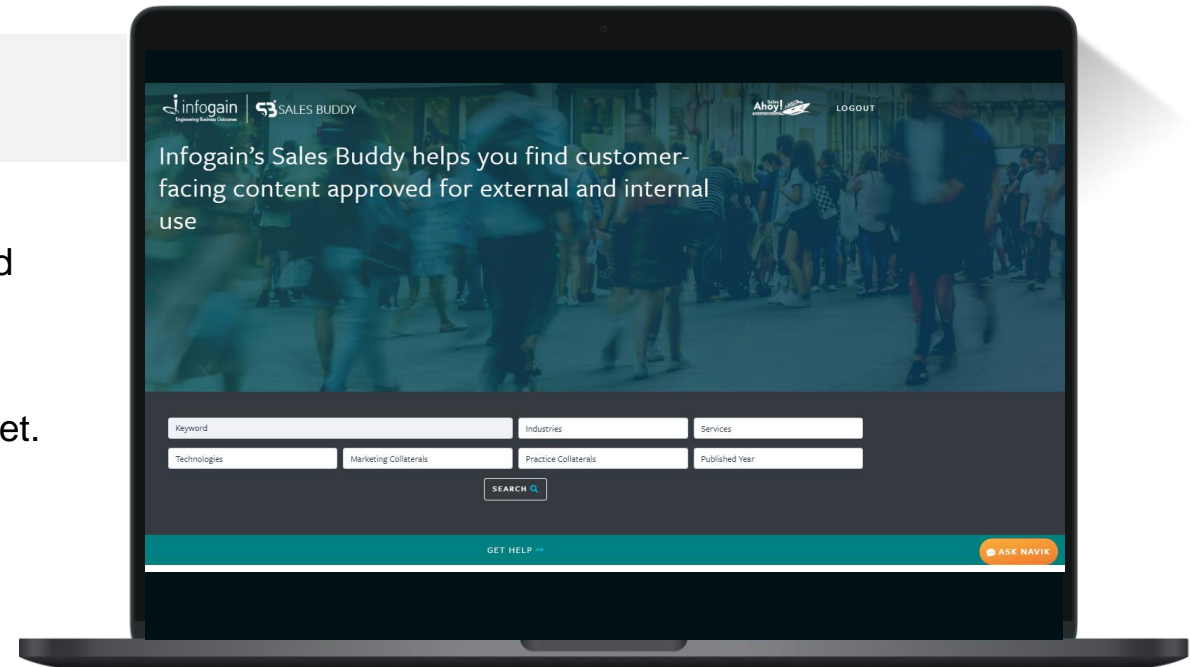 infogain
Engineering Business Outcomes
SB SALES BUDDY
Ahoy!
LOGOUT
Infogain’s Sales Buddy helps you find customer-
facing content approved for external and internal
use
d
et.
Keyword
Industries
Services
Technologies
Marketing Collaterals
Practice Collaterals
Published Year
SEARCH
GET HELP →
ASK NAVIK